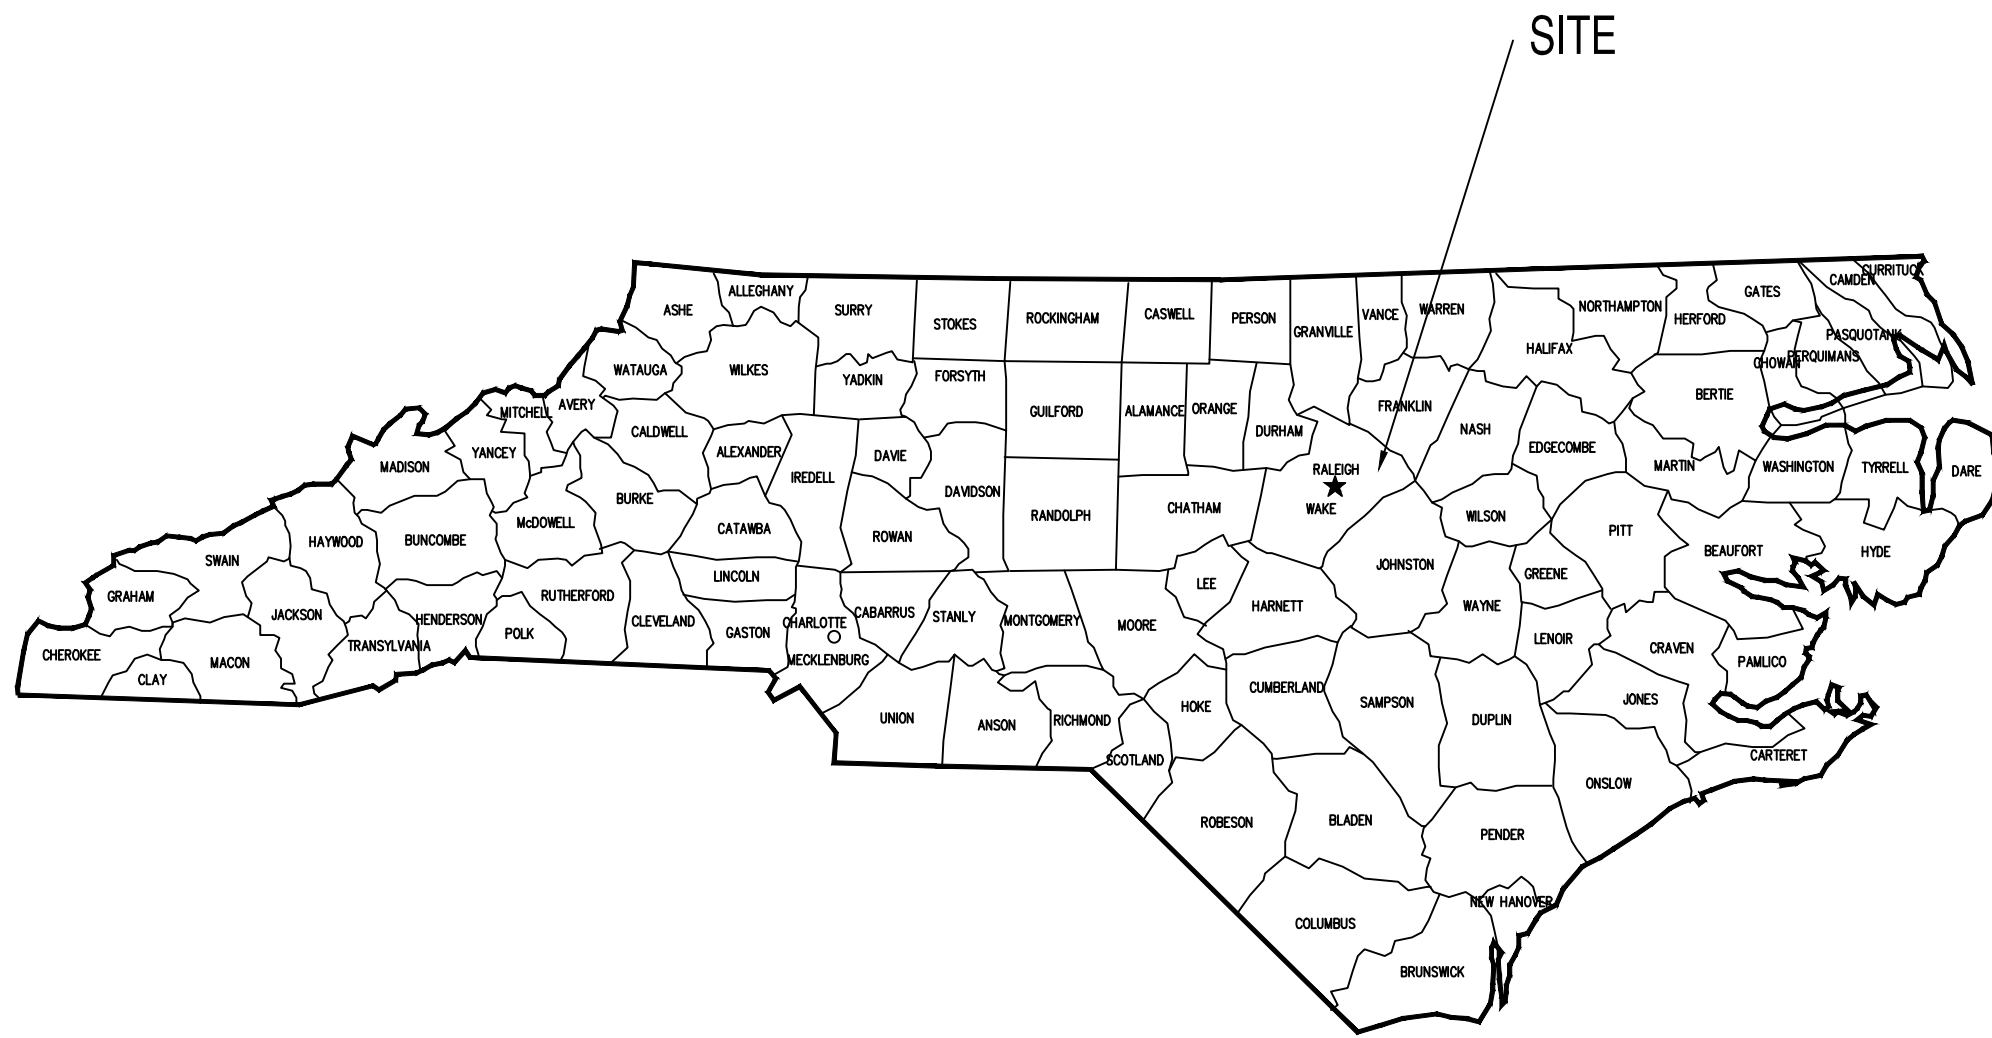 SITE
CURRITUCK
CAMDEN
ALLEGHANY
GATES
ASHE
SURRY
NORTHAMPTON
WARREN
CASWELL
VANCE
ROCKINGHAM
PERSON
HERFORD
STOKES
GRANVILLE
PASQUOTANK
HALIFAX
PERQUIMANS
CHOWAN
WATAUGA
WILKES
FORSYTH
YADKIN
BERTIE
AVERY
FRANKLIN
ORANGE
MITCHELL
GUILFORD
ALAMANCE
NASH
CALDWELL
DURHAM
EDGECOMBE
YANCEY
ALEXANDER
DAVIE
MADISON
MARTIN
WASHINGTON
TYRRELL
RALEIGH
DARE
IREDELL
DAVIDSON
BURKE
CHATHAM
WAKE
RANDOLPH
WILSON
McDOWELL
CATAWBA
PITT
ROWAN
BUNCOMBE
HAYWOOD
BEAUFORT
HYDE
SWAIN
JOHNSTON
LINCOLN
GREENE
LEE
GRAHAM
RUTHERFORD
HARNETT
WAYNE
CABARRUS
JACKSON
STANLY
HENDERSON
CLEVELAND
MONTGOMERY
CHARLOTTE
MOORE
GASTON
POLK
LENOIR
TRANSYLVANIA
CRAVEN
CHEROKEE
MECKLENBURG
MACON
PAMLICO
CLAY
CUMBERLAND
JONES
SAMPSON
HOKE
UNION
RICHMOND
DUPLIN
ANSON
CARTERET
SCOTLAND
ONSLOW
BLADEN
ROBESON
PENDER
NEW HANOVER
COLUMBUS
BRUNSWICK